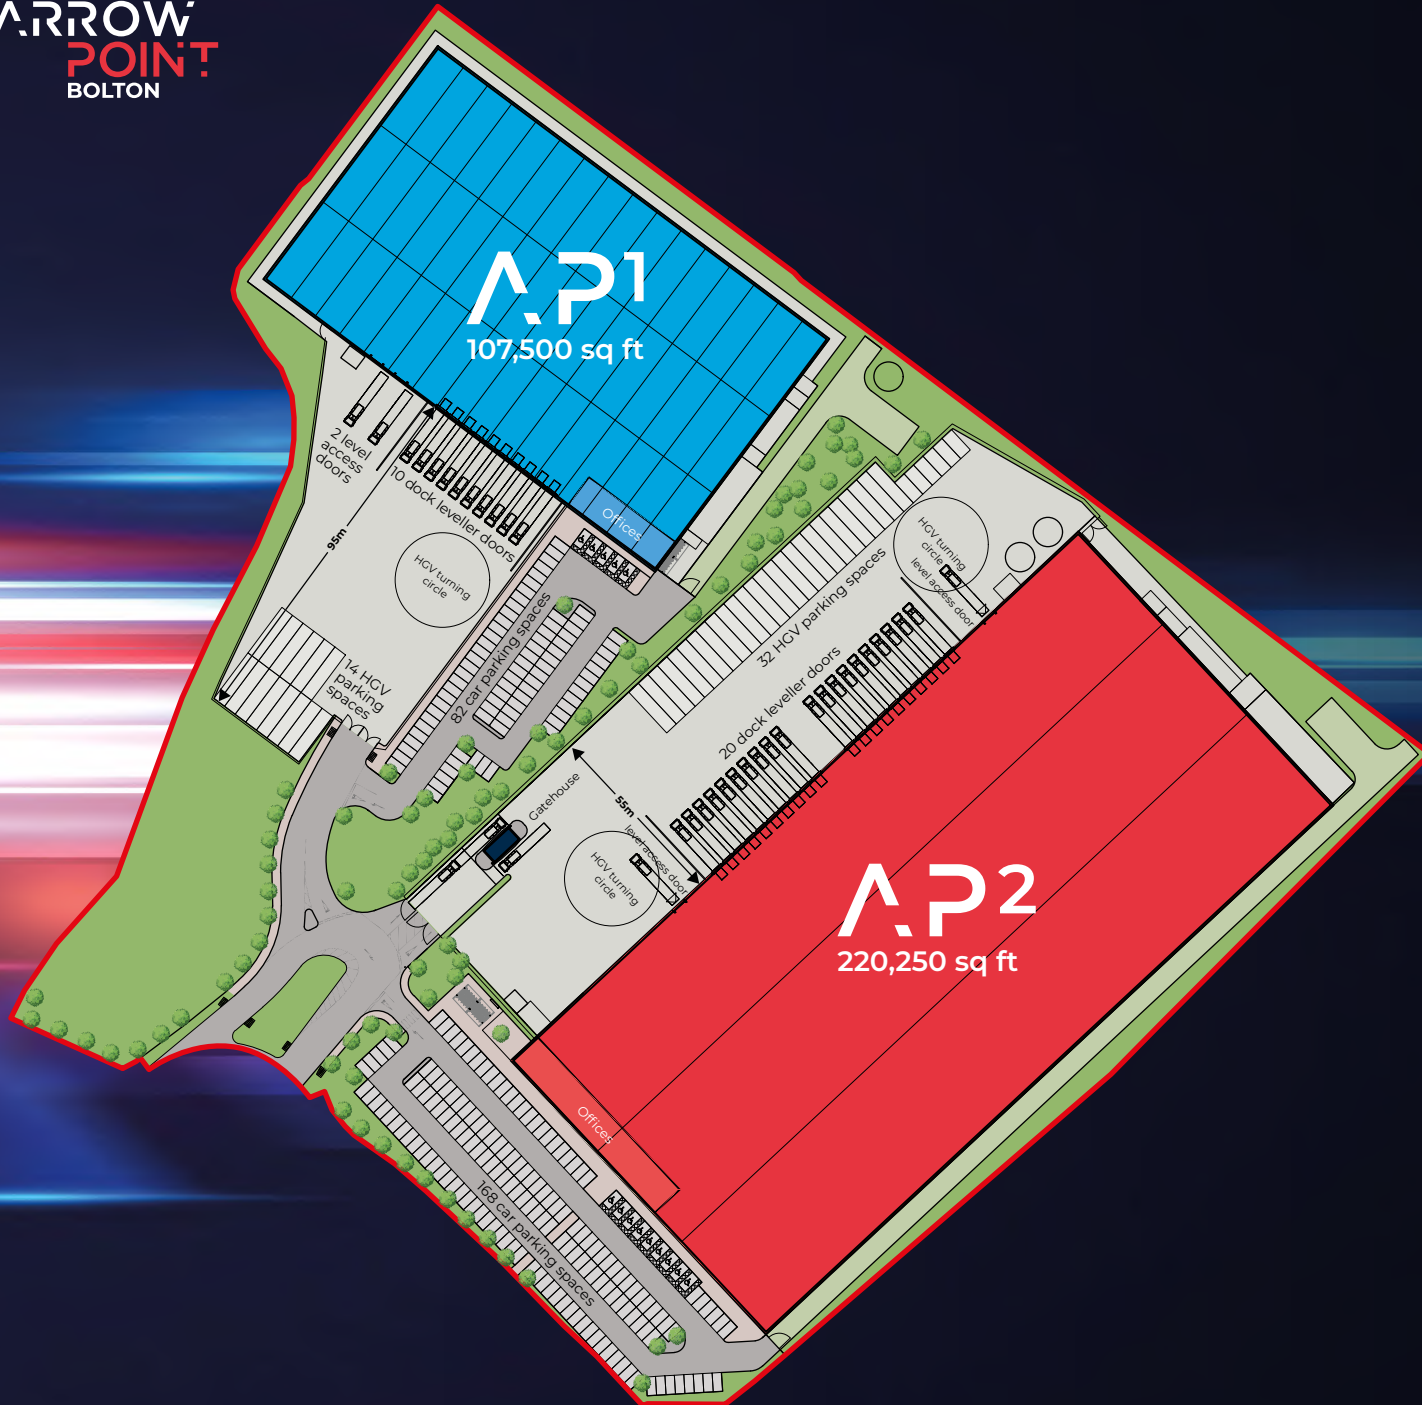 ARROW
POINT
BOLTON
AP1
107,500 sq ft
2 level
access
doors
10 dock leveller doors
95m
HGV turning
circle
Offices
14 HGV
parking
spaces
82 car parking spaces
32 HGV parking spaces
HGV turning
circle
level access door
20 dock leveller doors
Gatehouse
55m
level access door
HGV turning
circle
AP2
220,250 sq ft
Offices
168 car parking spaces